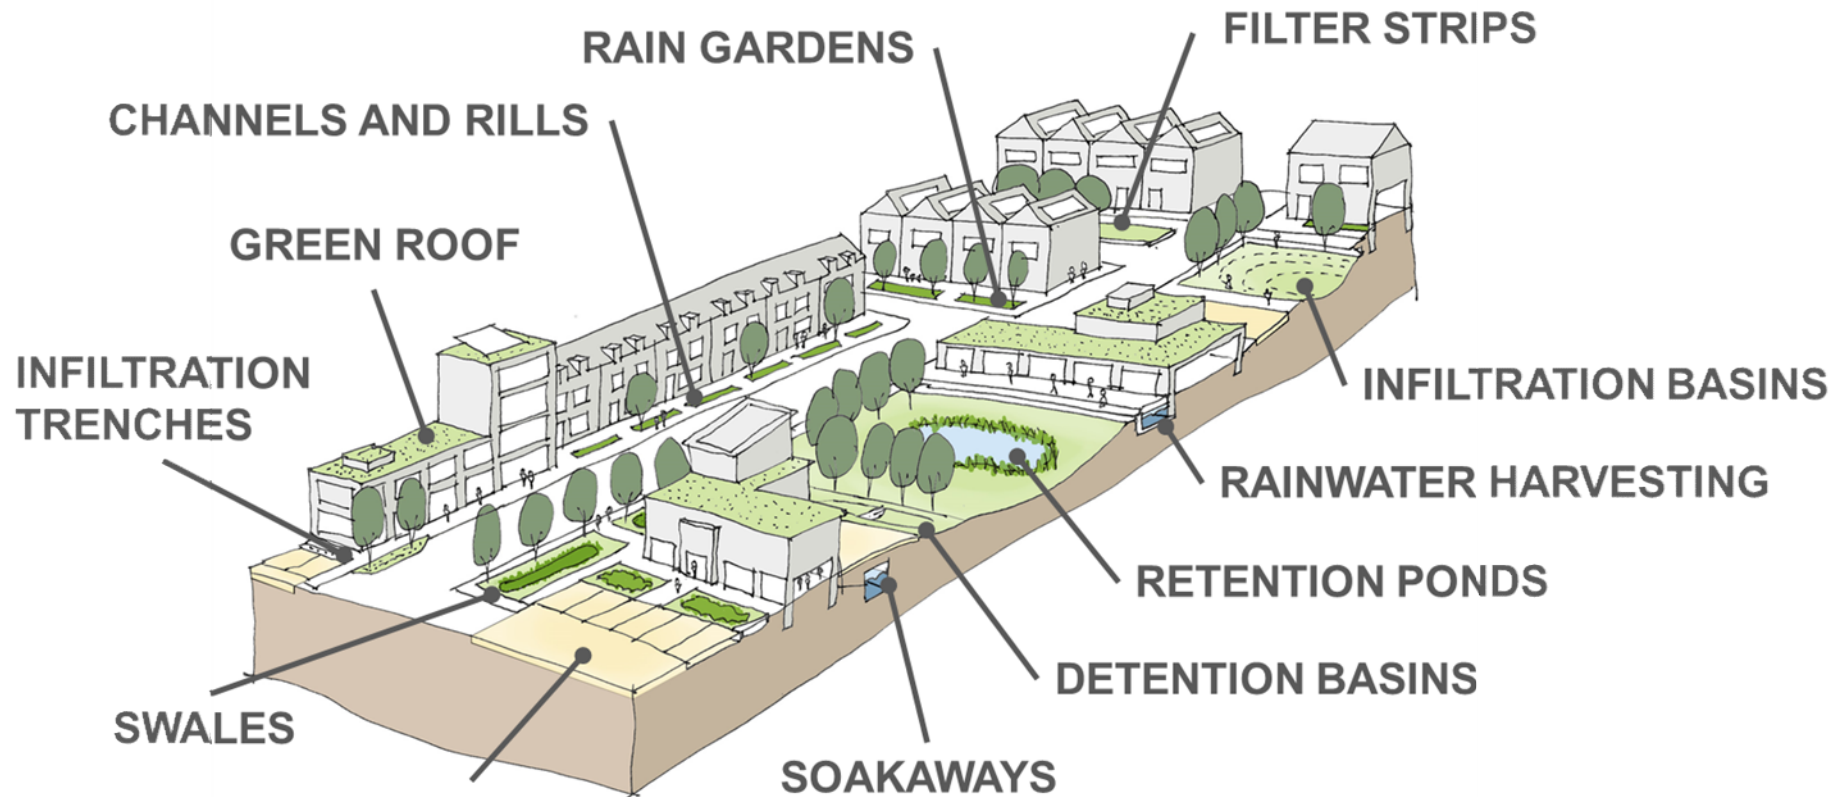 FILTER STRIPS
RAIN GARDENS
CHANNELS AND RILLS
GREEN ROOF
INFILTRATION
TRENCHES
INFILTRATION BASINS
RAINWATER HARVESTING
RETENTION PONDS
DETENTION BASINS
SWALES
SOAKAWAYS